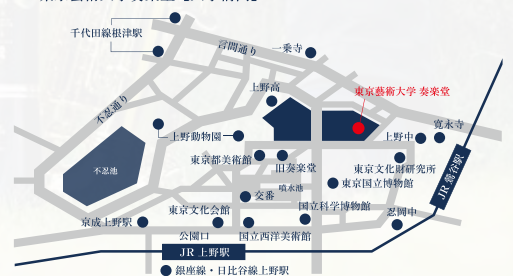 千代田線根津駅
言問通り
一乗寺
上野高
東京藝術大学 奏楽堂
不忍通り
寛永寺
上野動物園
上野中
東京都美術館
旧奏楽堂
東京文化財研究所
不忍池
噴水池
東京国立博物館
JR 鶯谷駅
交番
国立科学博物館
東京文化会館
忍岡中
京成上野駅
公園口
国立西洋美術館
JR 上野駅
銀座線・日比谷線上野駅